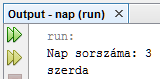 Output - nap (run)
run:
Nap sorszáma: 3
szerda